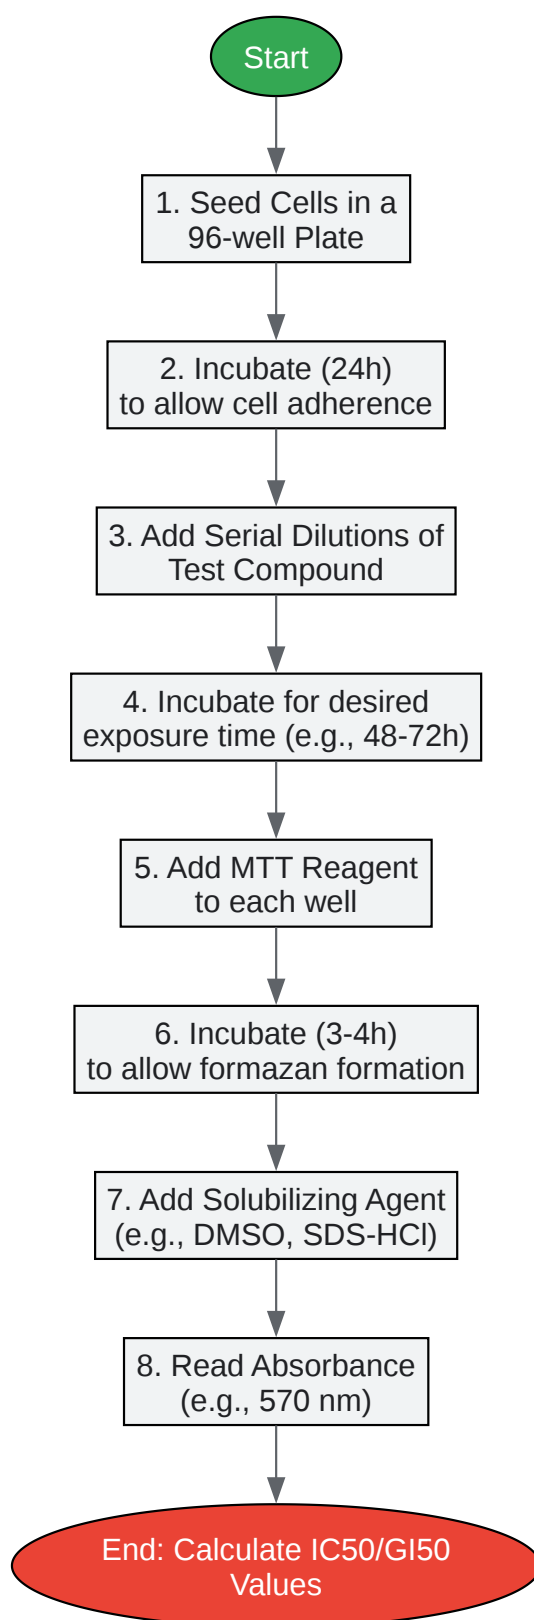 Start
1. Seed Cells in a
96-well Plate
2. Incubate (24h)
to allow cell adherence
3. Add Serial Dilutions of
Test Compound
4. Incubate for desired
exposure time (e.g., 48-72h)
5. Add MTT Reagent
to each well
6. Incubate (3-4h)
to allow formazan formation
7. Add Solubilizing Agent
(e.g., DMSO, SDS-HCl)
8. Read Absorbance
(e.g., 570 nm)
End: Calculate IC50/GI50
Values